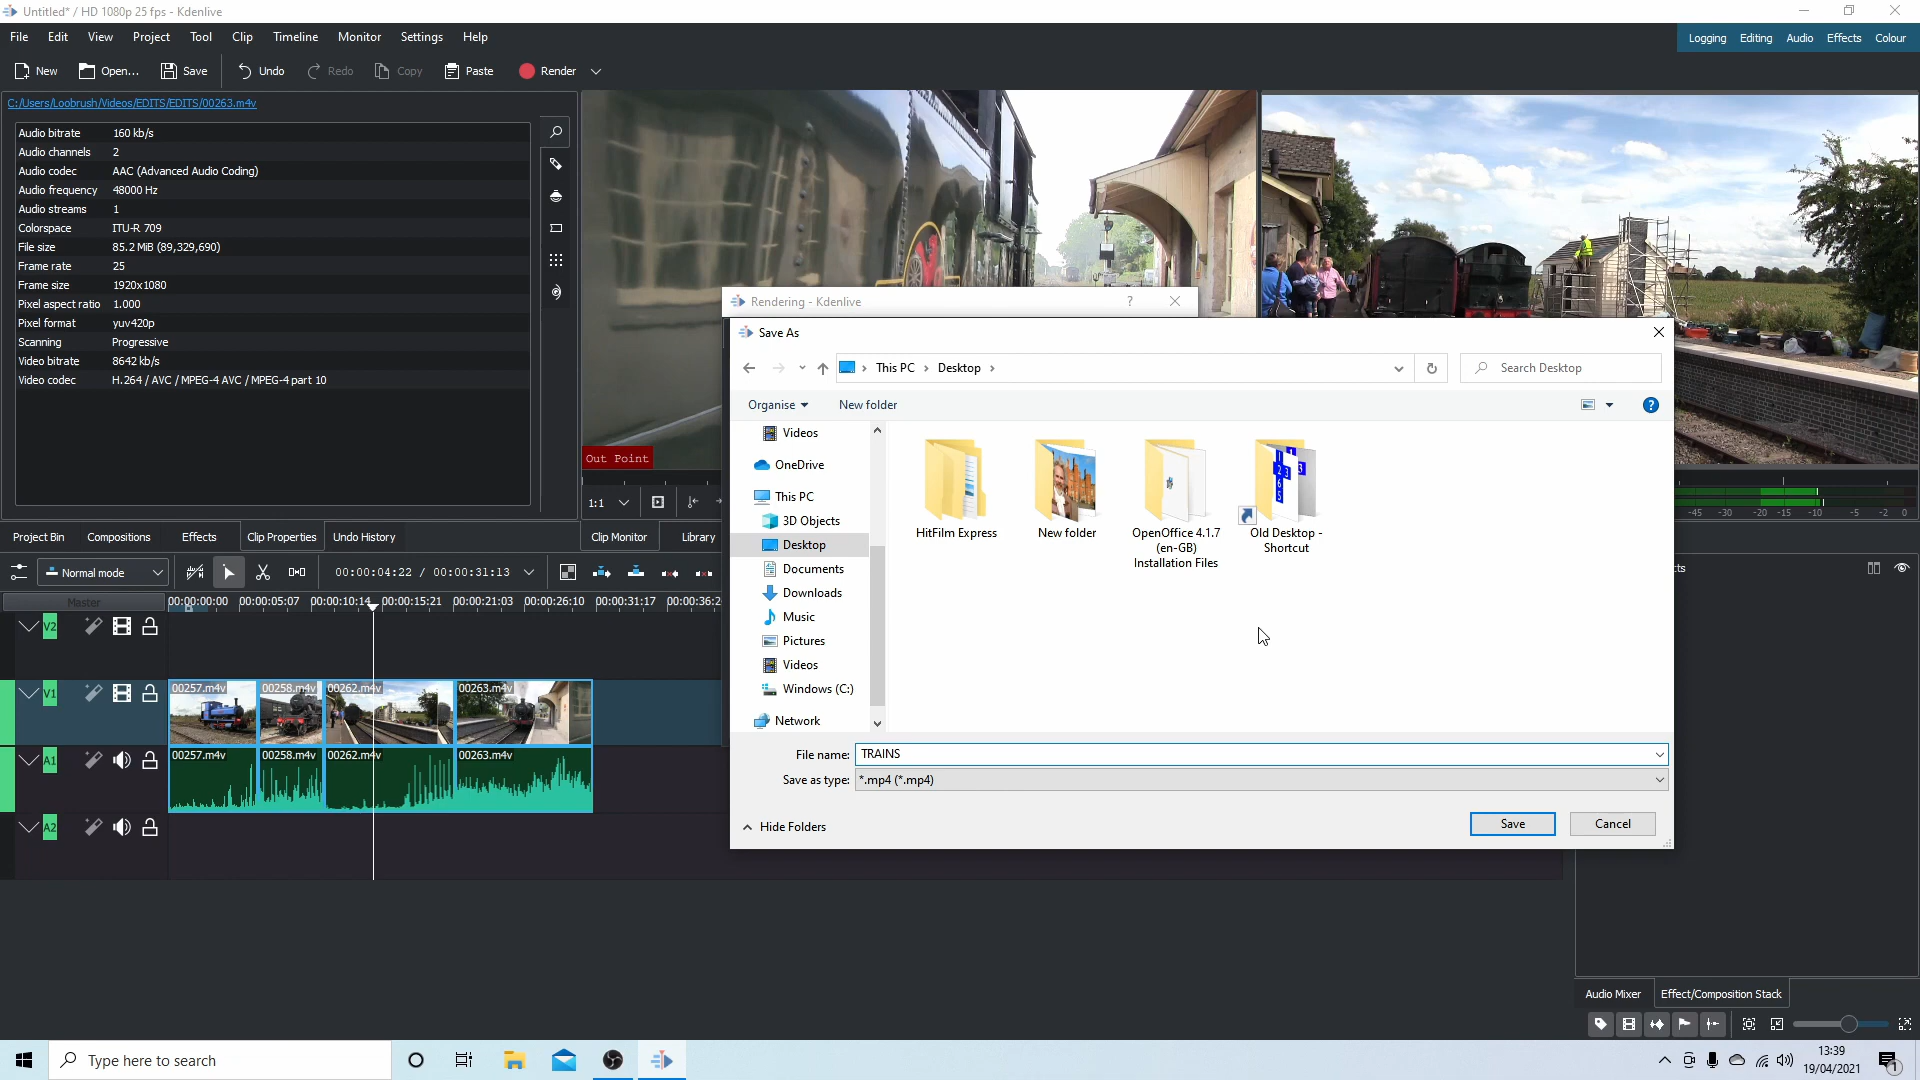 Untitled* / HD 1080p 25 fps - Kdenlive
File Edit View Project Tool Clip Timeline Monitor Settings Help
Logging Editing Audio Effects Colour
New Open... Save Undo Redo Copy Paste Render
C:/Users/Loobrush/Videos/EDITS/EDITS/00263.m4v
Audio bitrate 160 kb/s
Audio channels 2
Audio codec AAC (Advanced Audio Coding)
Audio frequency 48000 Hz
Audio streams 1
Colorspace ITU-R 709
File size 85.2 MiB (89,329,690)
Frame rate 25
Frame size 1920x1080
Pixel aspect ratio 1.000
Pixel format yuv420p
Scanning Progressive
Video bitrate 8642 kb/s
Video codec H.264 / AVC / MPEG-4 AVC / MPEG-4 part 10
Out Point
1:1
Rendering - Kdenlive ?
Save As
This PC Desktop
Search Desktop
Organise New folder
Videos
OneDrive
This PC
3D Objects
Desktop
Documents
Downloads
Music
Pictures
Videos
Windows (C:)
Network
HitFilm Express
New folder
OpenOffice 4.1.7
(en-GB)
Installation Files
Old Desktop -
Shortcut
File name: TRAINS
Save as type: *.mp4 (*.mp4)
Hide Folders
Save Cancel
-45 -30 -20 -15 -10 -5 -2 0
Project Bin Compositions Effects Clip Properties Undo History
Clip Monitor Library
cts
Normal mode
00:00:04:22 / 00:00:31:13
Master
00:00:00:00 00:00:05:07 00:00:10:14 00:00:15:21 00:00:21:03 00:00:26:10 00:00:31:17 00:00:36:2
V2
V1
00257.m4v 00258.m4v 00262.m4v 00263.m4v
A1
00257.m4v 00258.m4v 00262.m4v 00263.m4v
A2
Audio Mixer Effect/Composition Stack
Type here to search
13:39
19/04/2021
1